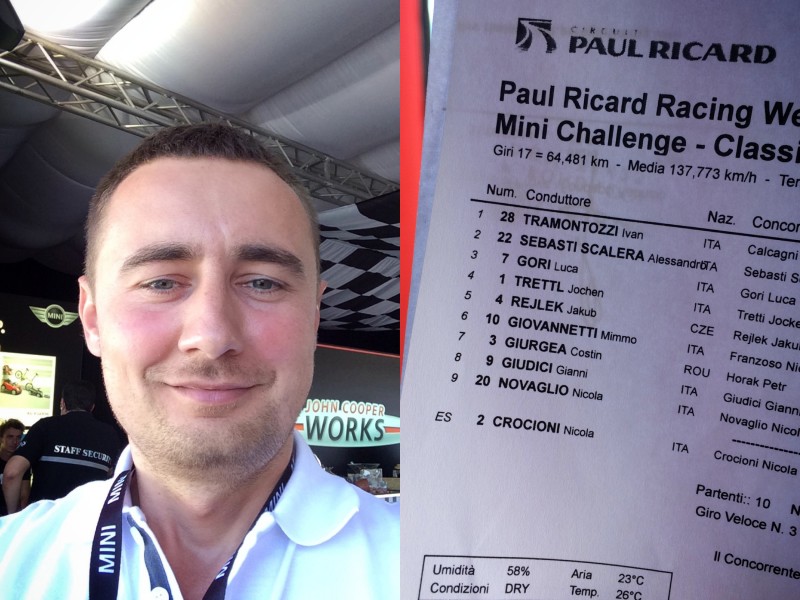 MINI
STAFF SECURI
JOHN COOPER
WORKS
MINI
MINI
CIRCUIT
PAUL RICARD
Paul Ricard Racing We
Mini Challenge - Classi
Giri 17 = 64,481 km - Media 137,773 km/h - Ten
Num. Conduttore Naz. Concor
1 28 TRAMONTOZZI Ivan ITA Calcagni
2 22 SEBASTI SCALERA Alessandro ITA Sebasti S
3 7 GORI Luca ITA Gori Luca
4 1 TRETTL Jochen ITA Trettl Jocke
5 4 REJLEK Jakub CZE Rejlek Jaku
6 10 GIOVANNETTI Mimmo ITA Franzoso Ni
7 3 GIURGEA Costin ROU Horak Petr
8 9 GIUDICI Gianni ITA Giudici Giann
9 20 NOVAGLIO Nicola ITA Novaglio Nicol
ES 2 CROCIONI Nicola ITA Crocioni Nicola
Partenti:: 10 N
Giro Veloce N. 3
Il Concorrente
Umidità 58% Aria 23°C
Condizioni DRY Temp. 26°C